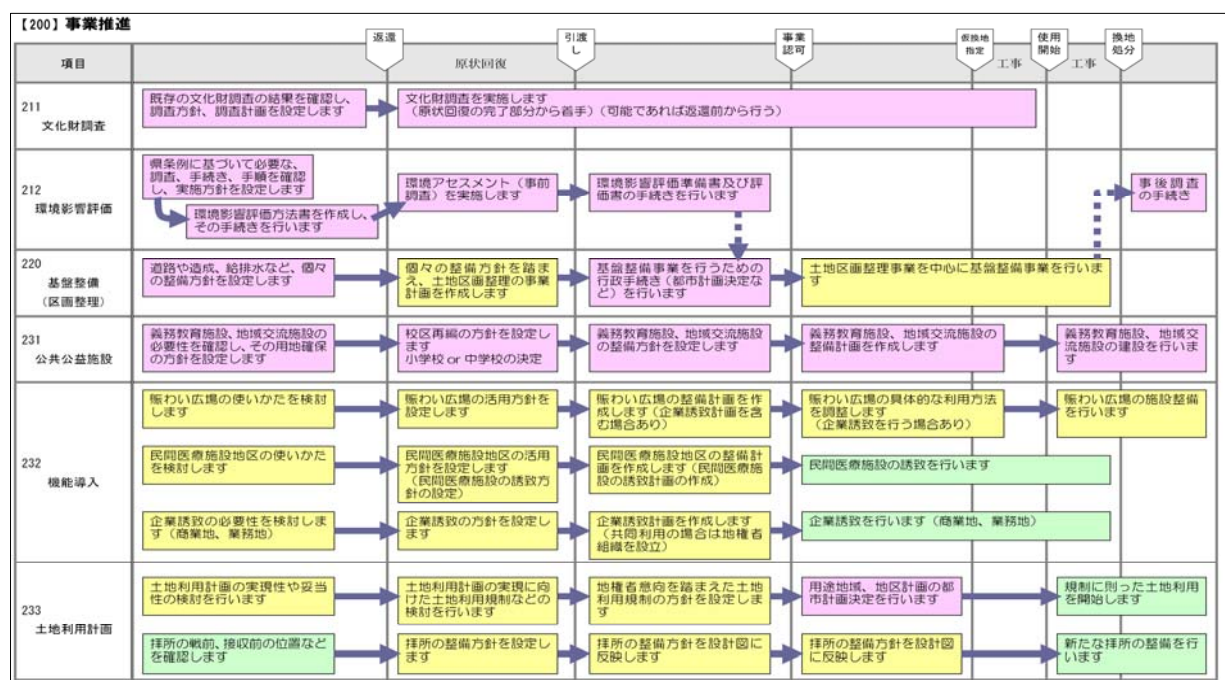 【200】事業推進
返還
引渡
し
事業
認可
仮換地
指定
使用
開始
換地
処分
項目
原状回復
工事
工事
211
文化財調査
既存の文化財調査の結果を確認し、
調査方針、調査計画を設定します
文化財調査を実施します
（原状回復の完了部分から着手）（可能であれば返還前から行う）
212
環境影響評価
県条例に基づいて必要な、
調査、手続き、手順を確認
し、実施方針を設定します
環境影響評価方法書を作成し、
その手続きを行います
環境アセスメント（事前
調査）を実施します
環境影響評価準備書及び評
価書の手続きを行います
事後調査
の手続き
220
基盤整備
（区画整理）
道路や造成、給排水など、個々
の整備方針を設定します
個々の整備方針を踏ま
え、土地区画整理の事業
計画を作成します
基盤整備事業を行うための
行政手続き（都市計画決定な
ど）を行います
土地区画整理事業を中心に基盤整備事業を行いま
す
231
公共公益施設
義務教育施設、地域交流施設の
必要性を確認し、その用地確保
の方針を設定します
校区再編の方針を設定し
ます
小学校 or 中学校の決定
義務教育施設、地域交流施設
の整備方針を設定します
義務教育施設、地域交流施設の
整備計画を作成します
義務教育施設、地域交
流施設の建設を行いま
す
232
機能導入
賑わい広場の使いかたを検討
します
賑わい広場の活用方針を
設定します
賑わい広場の整備計画を作
成します（企業誘致計画を含
む場合あり）
賑わい広場の具体的な利用方法
を調整します
（企業誘致を行う場合あり）
賑わい広場の施設整備
を行います
民間医療施設地区の使いかた
を検討します
民間医療施設地区の活用
方針を設定します
（民間医療施設の誘致方
針の設定）
民間医療施設地区の整備計
画を作成します（民間医療施
設の誘致計画の作成）
民間医療施設の誘致を行います
企業誘致の必要性を検討しま
す（商業地、業務地）
企業誘致の方針を設定し
ます
企業誘致計画を作成します
（共同利用の場合は地権者
組織を設立）
企業誘致を行います（商業地、業務地）
233
土地利用計画
土地利用計画の実現性や妥当
性の検討を行います
土地利用計画の実現に向
けた土地利用規制などの
検討を行います
地権者意向を踏まえた土地
利用規制の方針を設定しま
す
用途地域、地区計画の都
市計画決定を行います
規制に則った土地利用
を開始します
拝所の戦前、接収前の位置など
を確認します
拝所の整備方針を設定し
ます
拝所の整備方針を設計図に
反映します
拝所の整備方針を設計図
に反映します
新たな拝所の整備を行
います